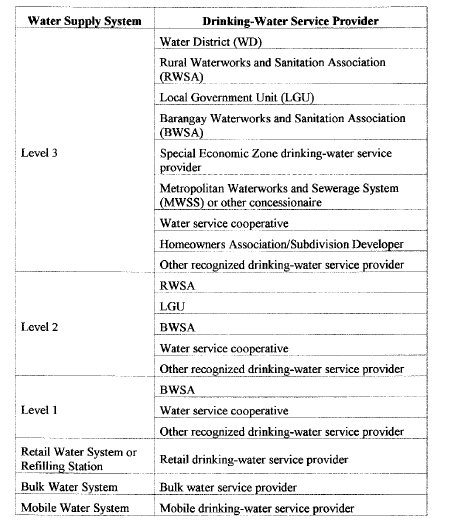 Water Supply System
Drinking-Water Service Provider
Level 3
Water District (WD)
Rural Waterworks and Sanitation Association
(RWSA)
Local Government Unit (LGU)
Barangay Waterworks and Sanitation Association
(BWSA)
Special Economic Zone drinking-water service
provider
Metropolitan Waterworks and Sewerage System
(MWSS) or other concessionaire
Water service cooperative
Homeowners Association/Subdivision Developer
Other recognized drinking-water service provider
Level 2
RWSA
LGU
BWSA
Water service cooperative
Other recognized drinking-water service provider
Level 1
BWSA
Water service cooperative
Other recognized drinking-water service provider
Retail Water System or
Refilling Station
Retail drinking-water service provider
Bulk Water System
Bulk water service provider
Mobile Water System
Mobile drinking-water service provider